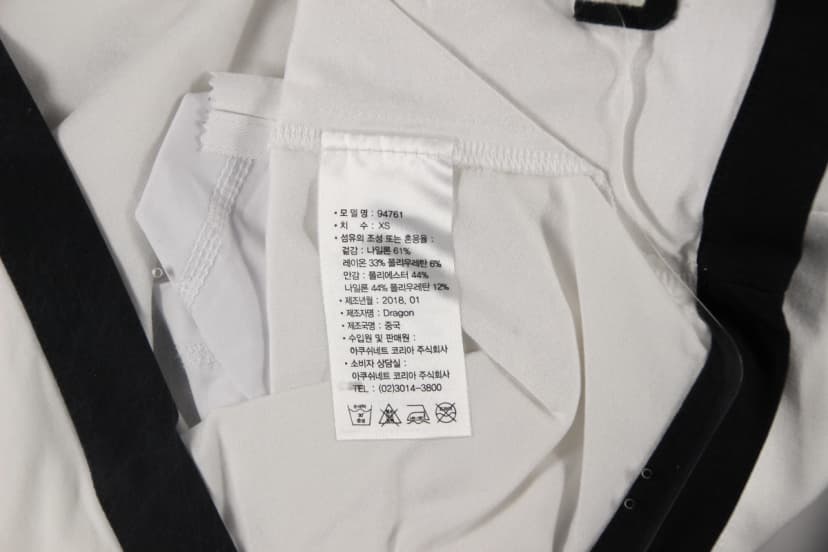 • 모 델 명 : 94761
• 치 수 : XS
• 섬유의 조성 또는 혼용율 :
겉감 : 나일론 61%
레이온 33% 폴리우레탄 6%
안감 : 폴리에스터 44%
나일론 44% 폴리우레탄 12%
• 제조년월 : 2018. 01
• 제조자명 : Dragon
• 제조국명 : 중국
• 수입원 및 판매원 :
아쿠쉬네트 코리아 주식회사
• 소비자 상담실 :
아쿠쉬네트 코리아 주식회사
TEL : (02)3014-3800